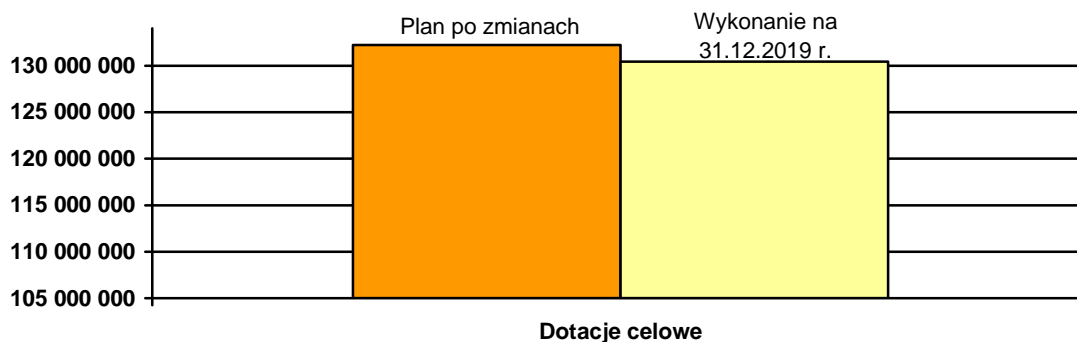 Plan po zmianach
Wykonanie na
31.12.2019 r.
130 000 000
125 000 000
120 000 000
115 000 000
110 000 000
105 000 000
Dotacje celowe